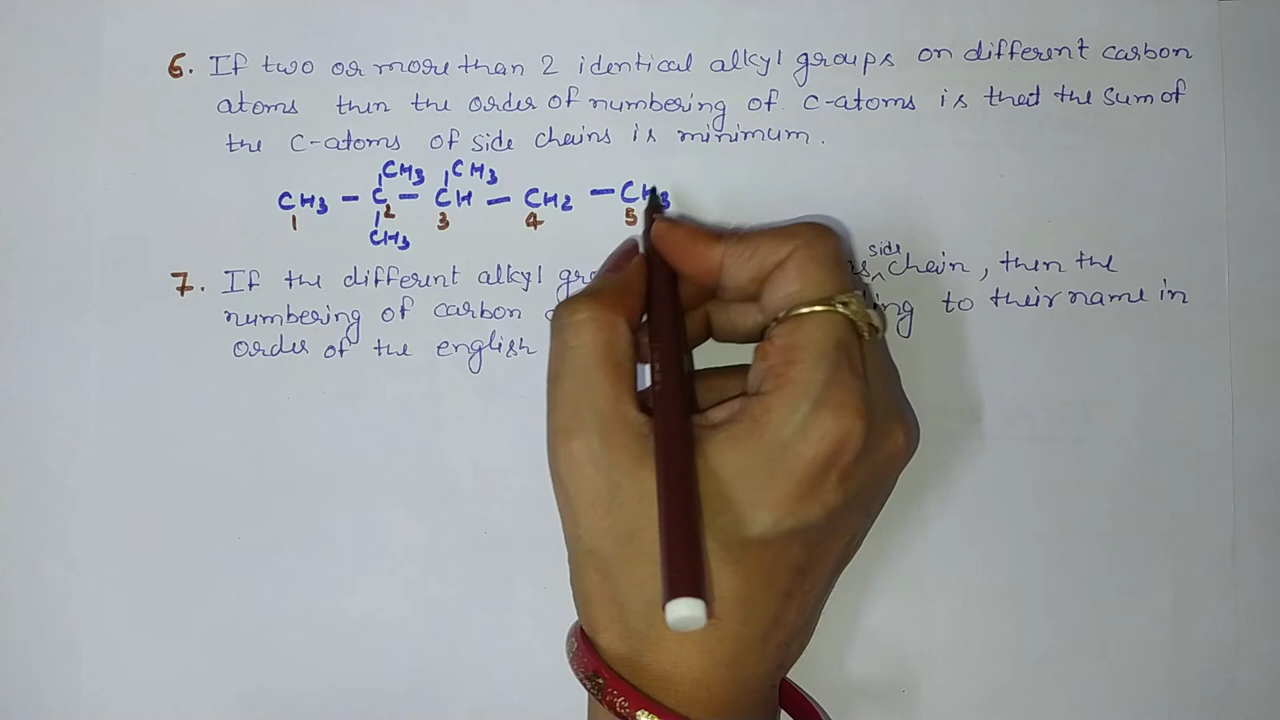 6. If two or more than 2 identical alkyl groups on different carbon
atoms then the order of numbering of C-atoms is that the sum of
the C-atoms of side chains is minimum.
CH3 CH3
CH3 - C - CH - CH2 - CH3
1 2 3 4 5
CH3
7. If the different alkyl side chain, then the
numbering of carbon to their name in
order of the english